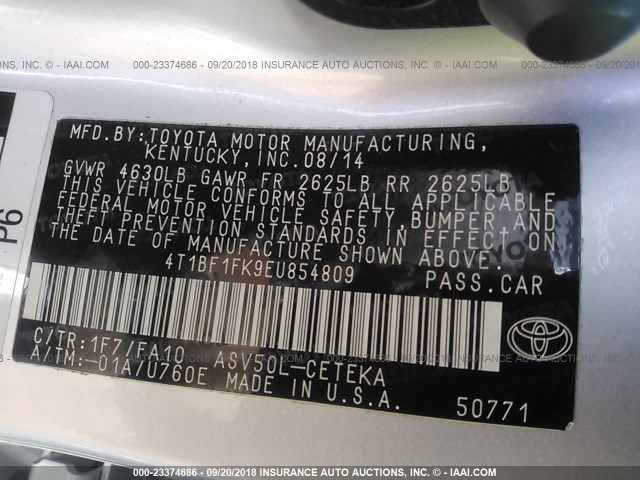 000-23374686 - 09/20/2018 INSURANCE AUTO AUCTIONS, INC. - IAAI.COM
MFD.BY:TOYOTA MOTOR MANUFACTURING,
KENTUCKY,INC.08/14
GVWR 4630LB GAWR FR 2625LB RR 2625LB
THIS VEHICLE CONFORMS TO ALL APPLICABLE
FEDERAL MOTOR VEHICLE SAFETY,BUMPER AND
THEFT PREVENTION STANDARDS IN EFFECT ON
THE DATE OF MANUFACTURE SHOWN ABOVE.
4T1BF1FK9EU854809 PASS.CAR
C/TR:1F7/FA10 ASV50L-CETEKA
A/TM:-01A/U760E MADE IN U.S.A.
50771
P6
000-23374686 - 09/20/2018 INSURANCE AUTO AUCTIONS, INC. - IAAI.COM